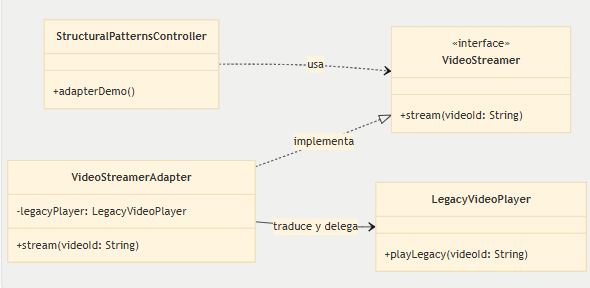 StructuralPatternsController
+adapterDemo()
usa
«interface»
VideoStreamer
+stream(videoId: String)
implementa
VideoStreamerAdapter
-legacyPlayer: LegacyVideoPlayer
+stream(videoId: String)
traduce y delega
LegacyVideoPlayer
+playLegacy(videoId: String)